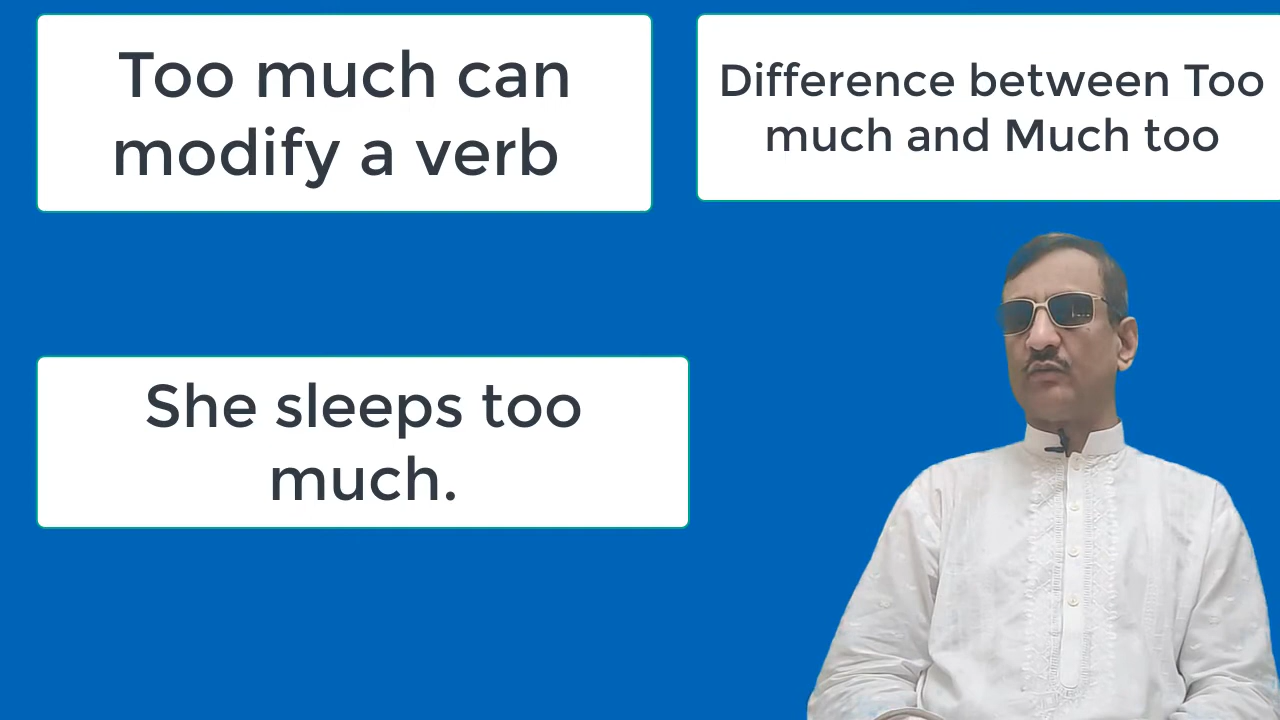 Too much can
modify a verb
Difference between Too
much and Much too
She sleeps too
much.